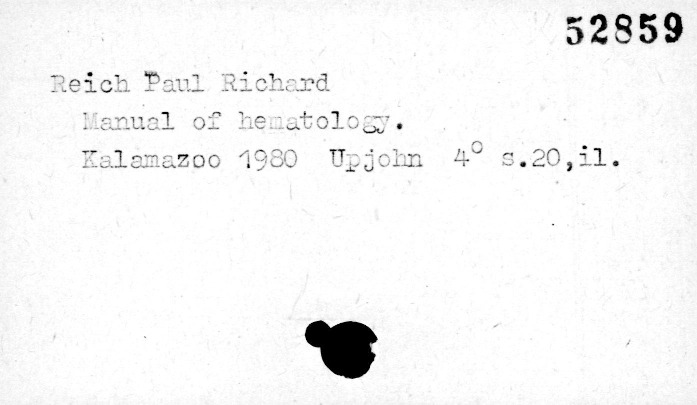 52859
Reich Paul Richard
Manual of hematology.
Kalamazoo 1980 Upjohn 4° s.20,il.